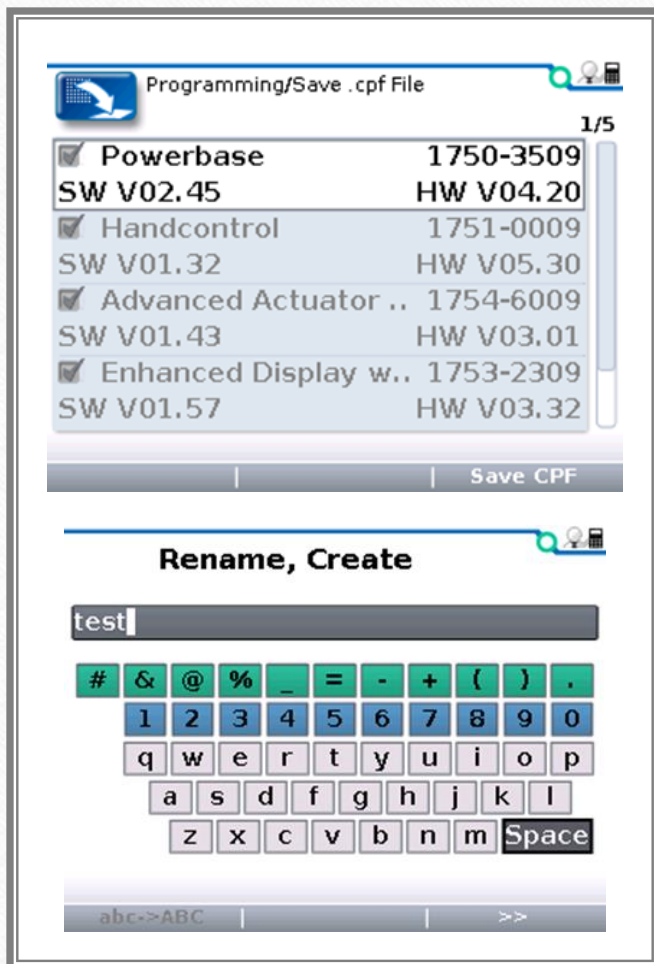 Programming/Save .cpf File
1/5
Powerbase 1750-3509
SW V02.45 HW V04.20
Handcontrol 1751-0009
SW V01.32 HW V05.30
Advanced Actuator .. 1754-6009
SW V01.43 HW V03.01
Enhanced Display w.. 1753-2309
SW V01.57 HW V03.32
| | Save CPF
Rename, Create
test
# & @ % _ = - + ( ) .
1 2 3 4 5 6 7 8 9 0
q w e r t y u i o p
a s d f g h j k l
z x c v b n m Space
abc->ABC | | >>